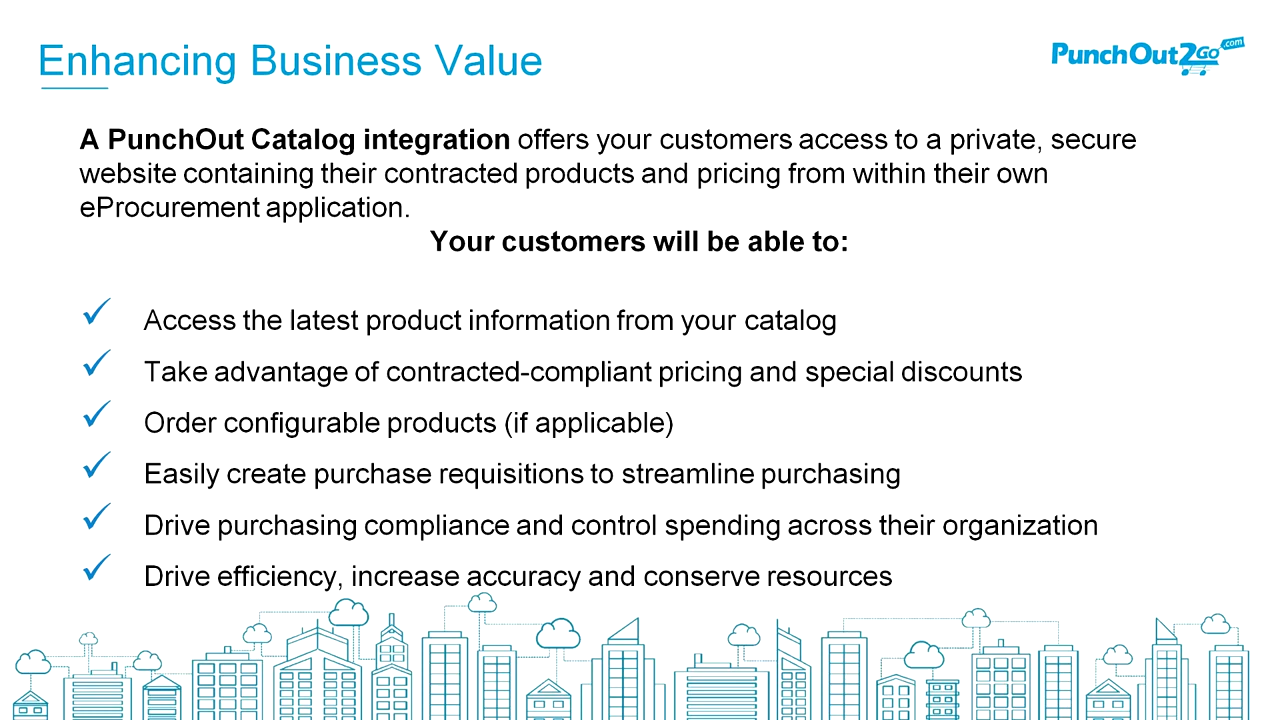 Enhancing Business Value
PunchOut2Go.com
A PunchOut Catalog integration offers your customers access to a private, secure
website containing their contracted products and pricing from within their own
eProcurement application.
Your customers will be able to:
Access the latest product information from your catalog
Take advantage of contracted-compliant pricing and special discounts
Order configurable products (if applicable)
Easily create purchase requisitions to streamline purchasing
Drive purchasing compliance and control spending across their organization
Drive efficiency, increase accuracy and conserve resources